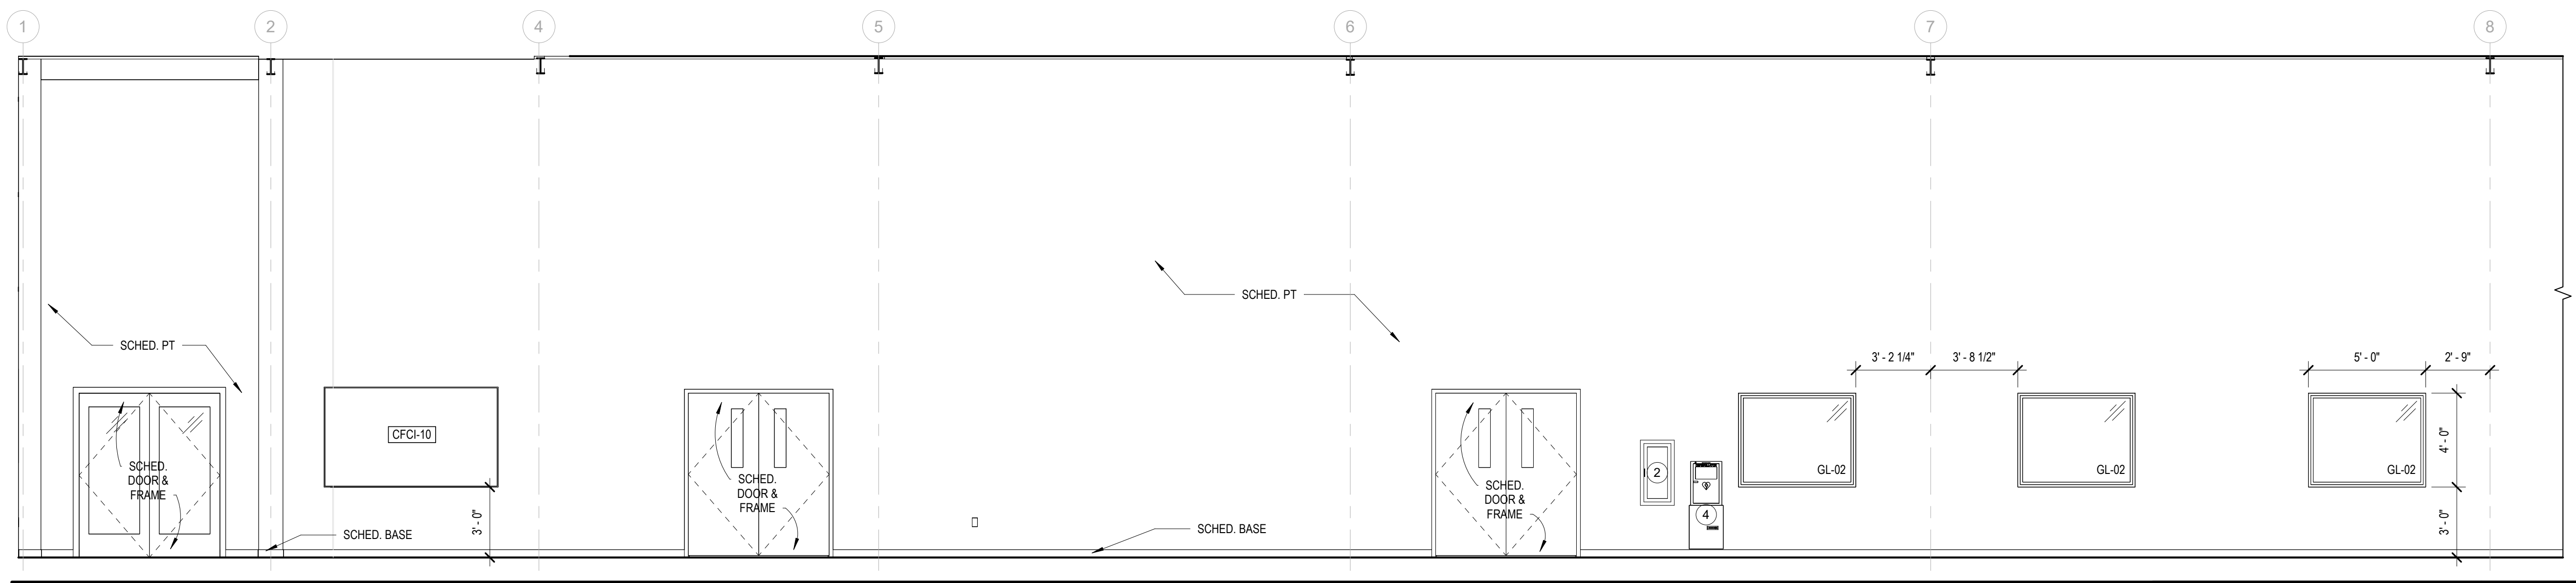 1
2
4
5
6
7
8
SCHED. PT
SCHED. PT
3' - 2 1/4"
3' - 8 1/2"
5' - 0"
2' - 9"
CFCI-10
SCHED.
DOOR &
FRAME
SCHED.
DOOR &
FRAME
SCHED.
DOOR &
FRAME
2
4
GL-02
GL-02
GL-02
4' - 0"
3' - 0"
3' - 0"
SCHED. BASE
SCHED. BASE